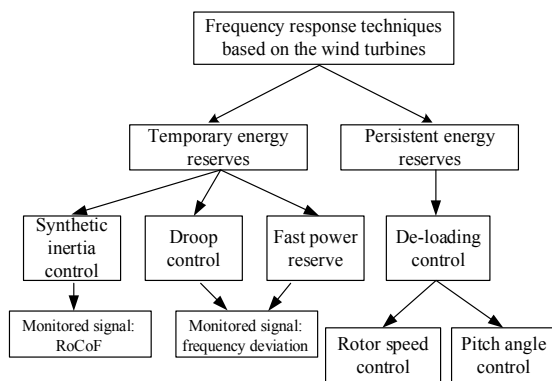 Frequency response techniques
based on the wind turbines
Temporary energy
reserves
Persistent energy
reserves
Synthetic
inertia
control
Droop
control
Fast power
reserve
De-loading
control
Monitored signal:
RoCoF
Monitored signal:
frequency deviation
Rotor speed
control
Pitch angle
control